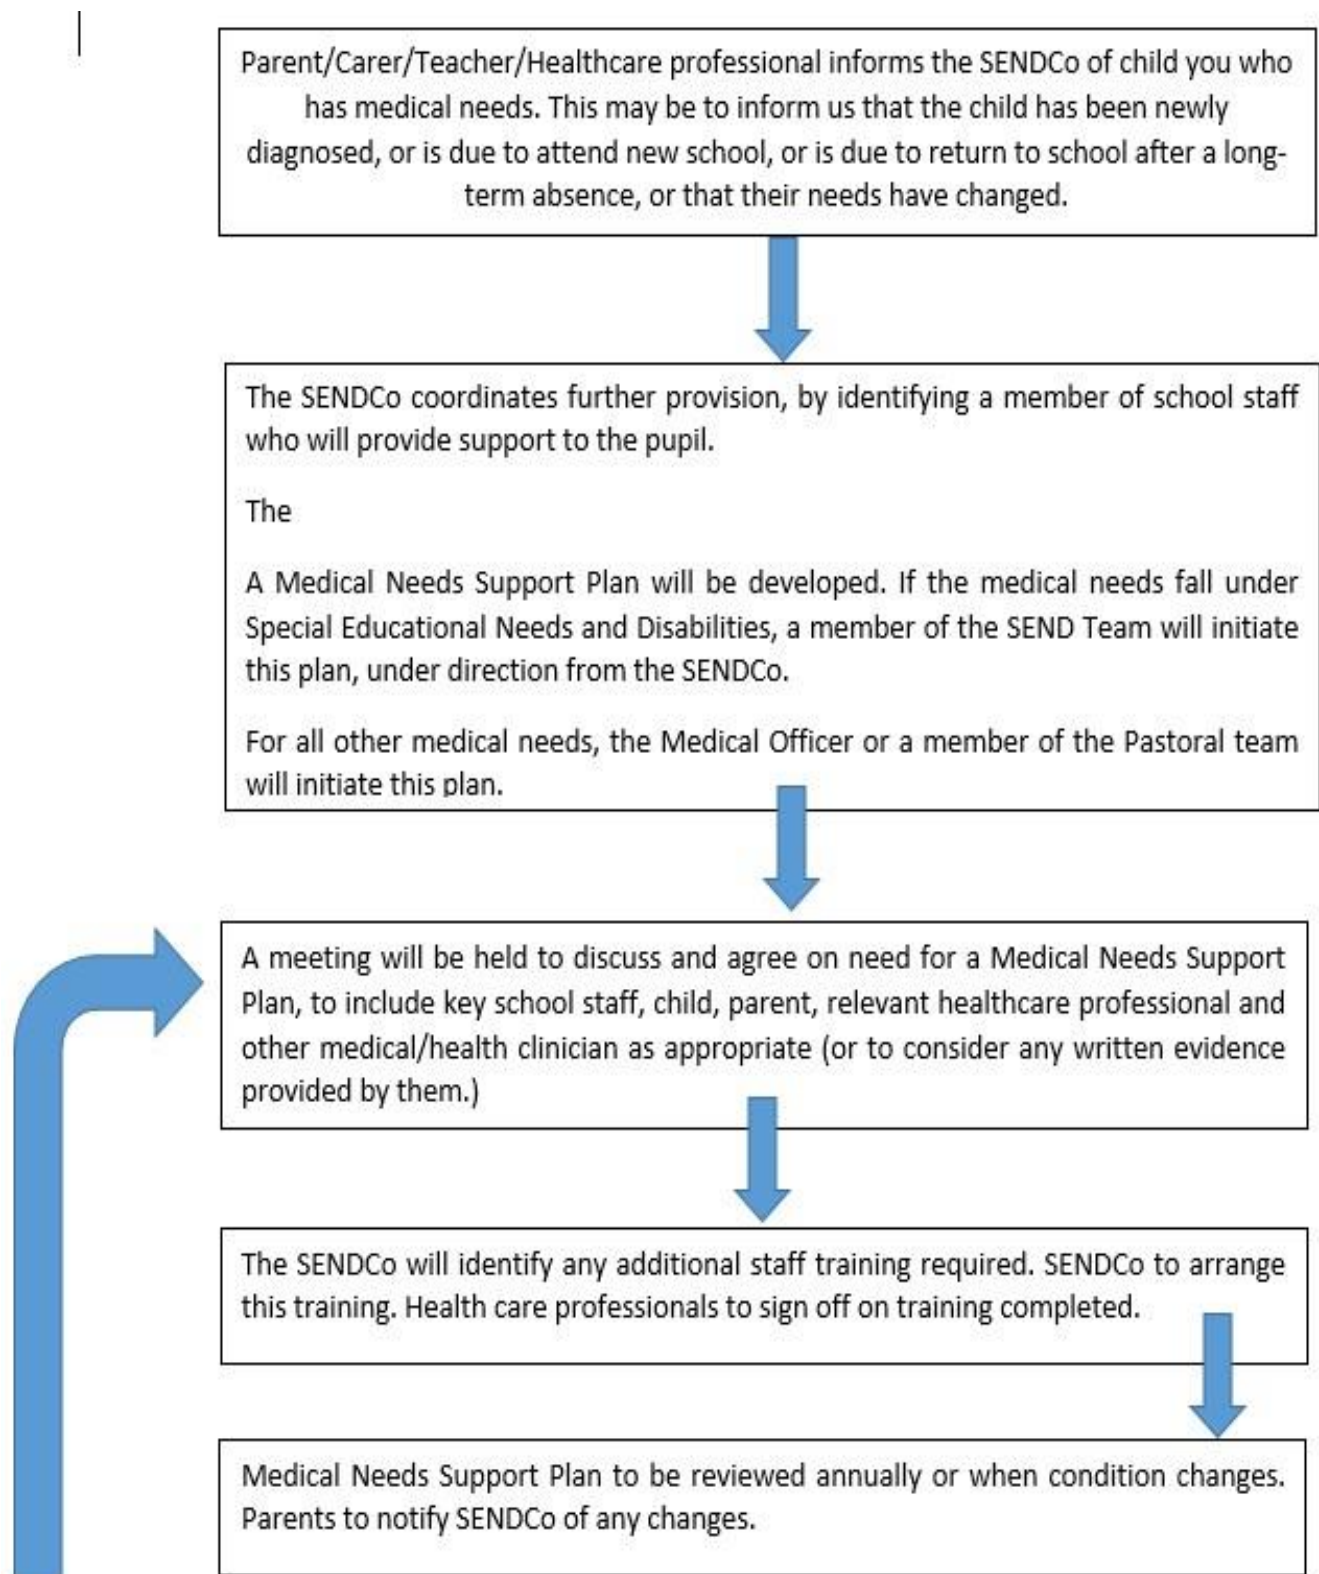 Parent/Carer/Teacher/Healthcare professional informs the SENDCo of child you who
has medical needs. This may be to inform us that the child has been newly
diagnosed, or is due to attend new school, or is due to return to school after a long-
term absence, or that their needs have changed.
The SENDCo coordinates further provision, by identifying a member of school staff
who will provide support to the pupil.
The
A Medical Needs Support Plan will be developed. If the medical needs fall under
Special Educational Needs and Disabilities, a member of the SEND Team will initiate
this plan, under direction from the SENDCo.
For all other medical needs, the Medical Officer or a member of the Pastoral team
will initiate this plan.
A meeting will be held to discuss and agree on need for a Medical Needs Support
Plan, to include key school staff, child, parent, relevant healthcare professional and
other medical/health clinician as appropriate (or to consider any written evidence
provided by them.)
The SENDCo will identify any additional staff training required. SENDCo to arrange
this training. Health care professionals to sign off on training completed.
Medical Needs Support Plan to be reviewed annually or when condition changes.
Parents to notify SENDCo of any changes.